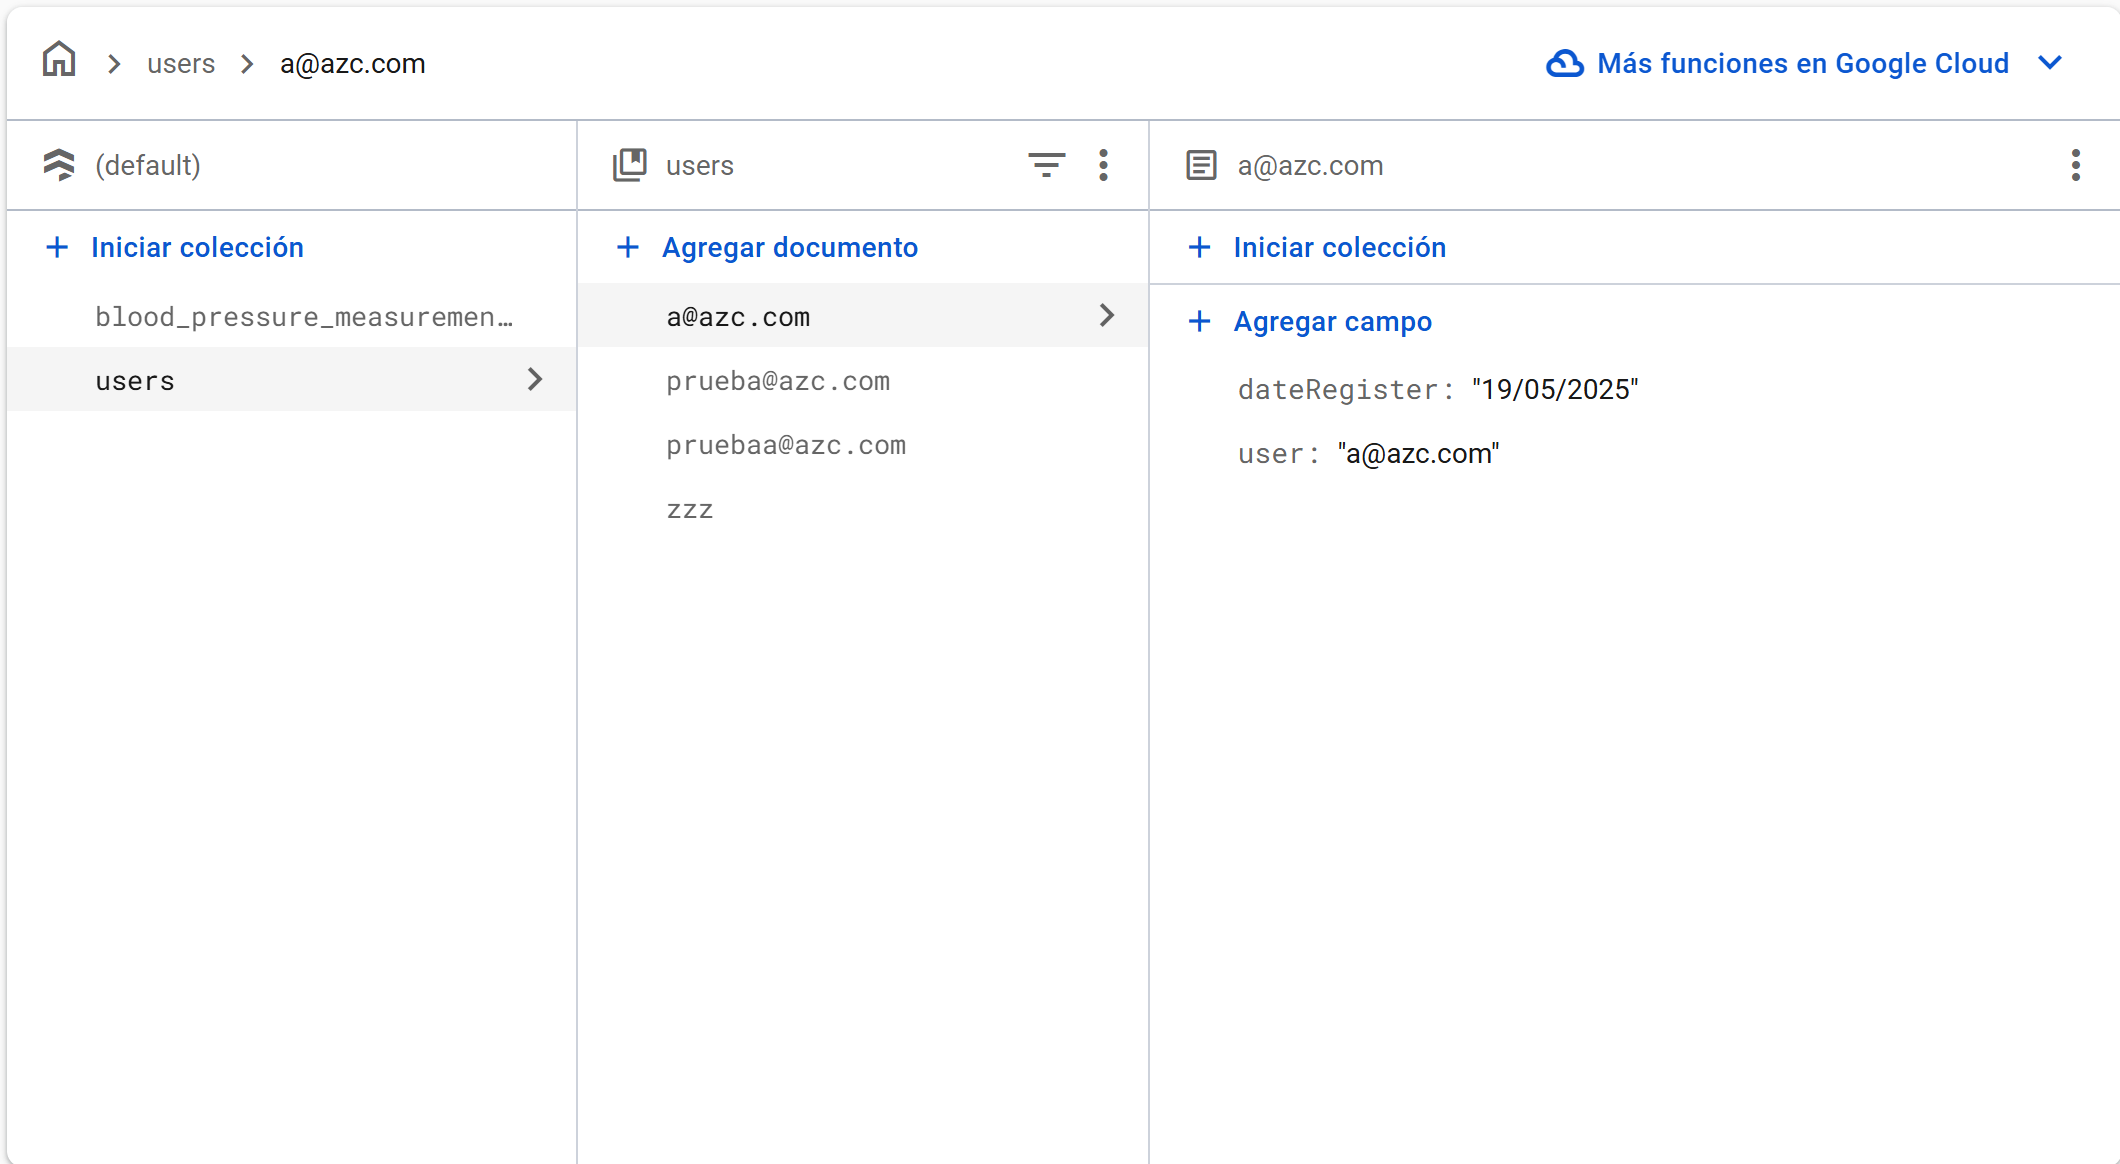 users a@azc.com
Más funciones en Google Cloud
(default)
Iniciar colección
blood_pressure_measuremen…
users
users
Agregar documento
a@azc.com
prueba@azc.com
pruebaa@azc.com
zzz
a@azc.com
Iniciar colección
Agregar campo
dateRegister: "19/05/2025"
user: "a@azc.com"